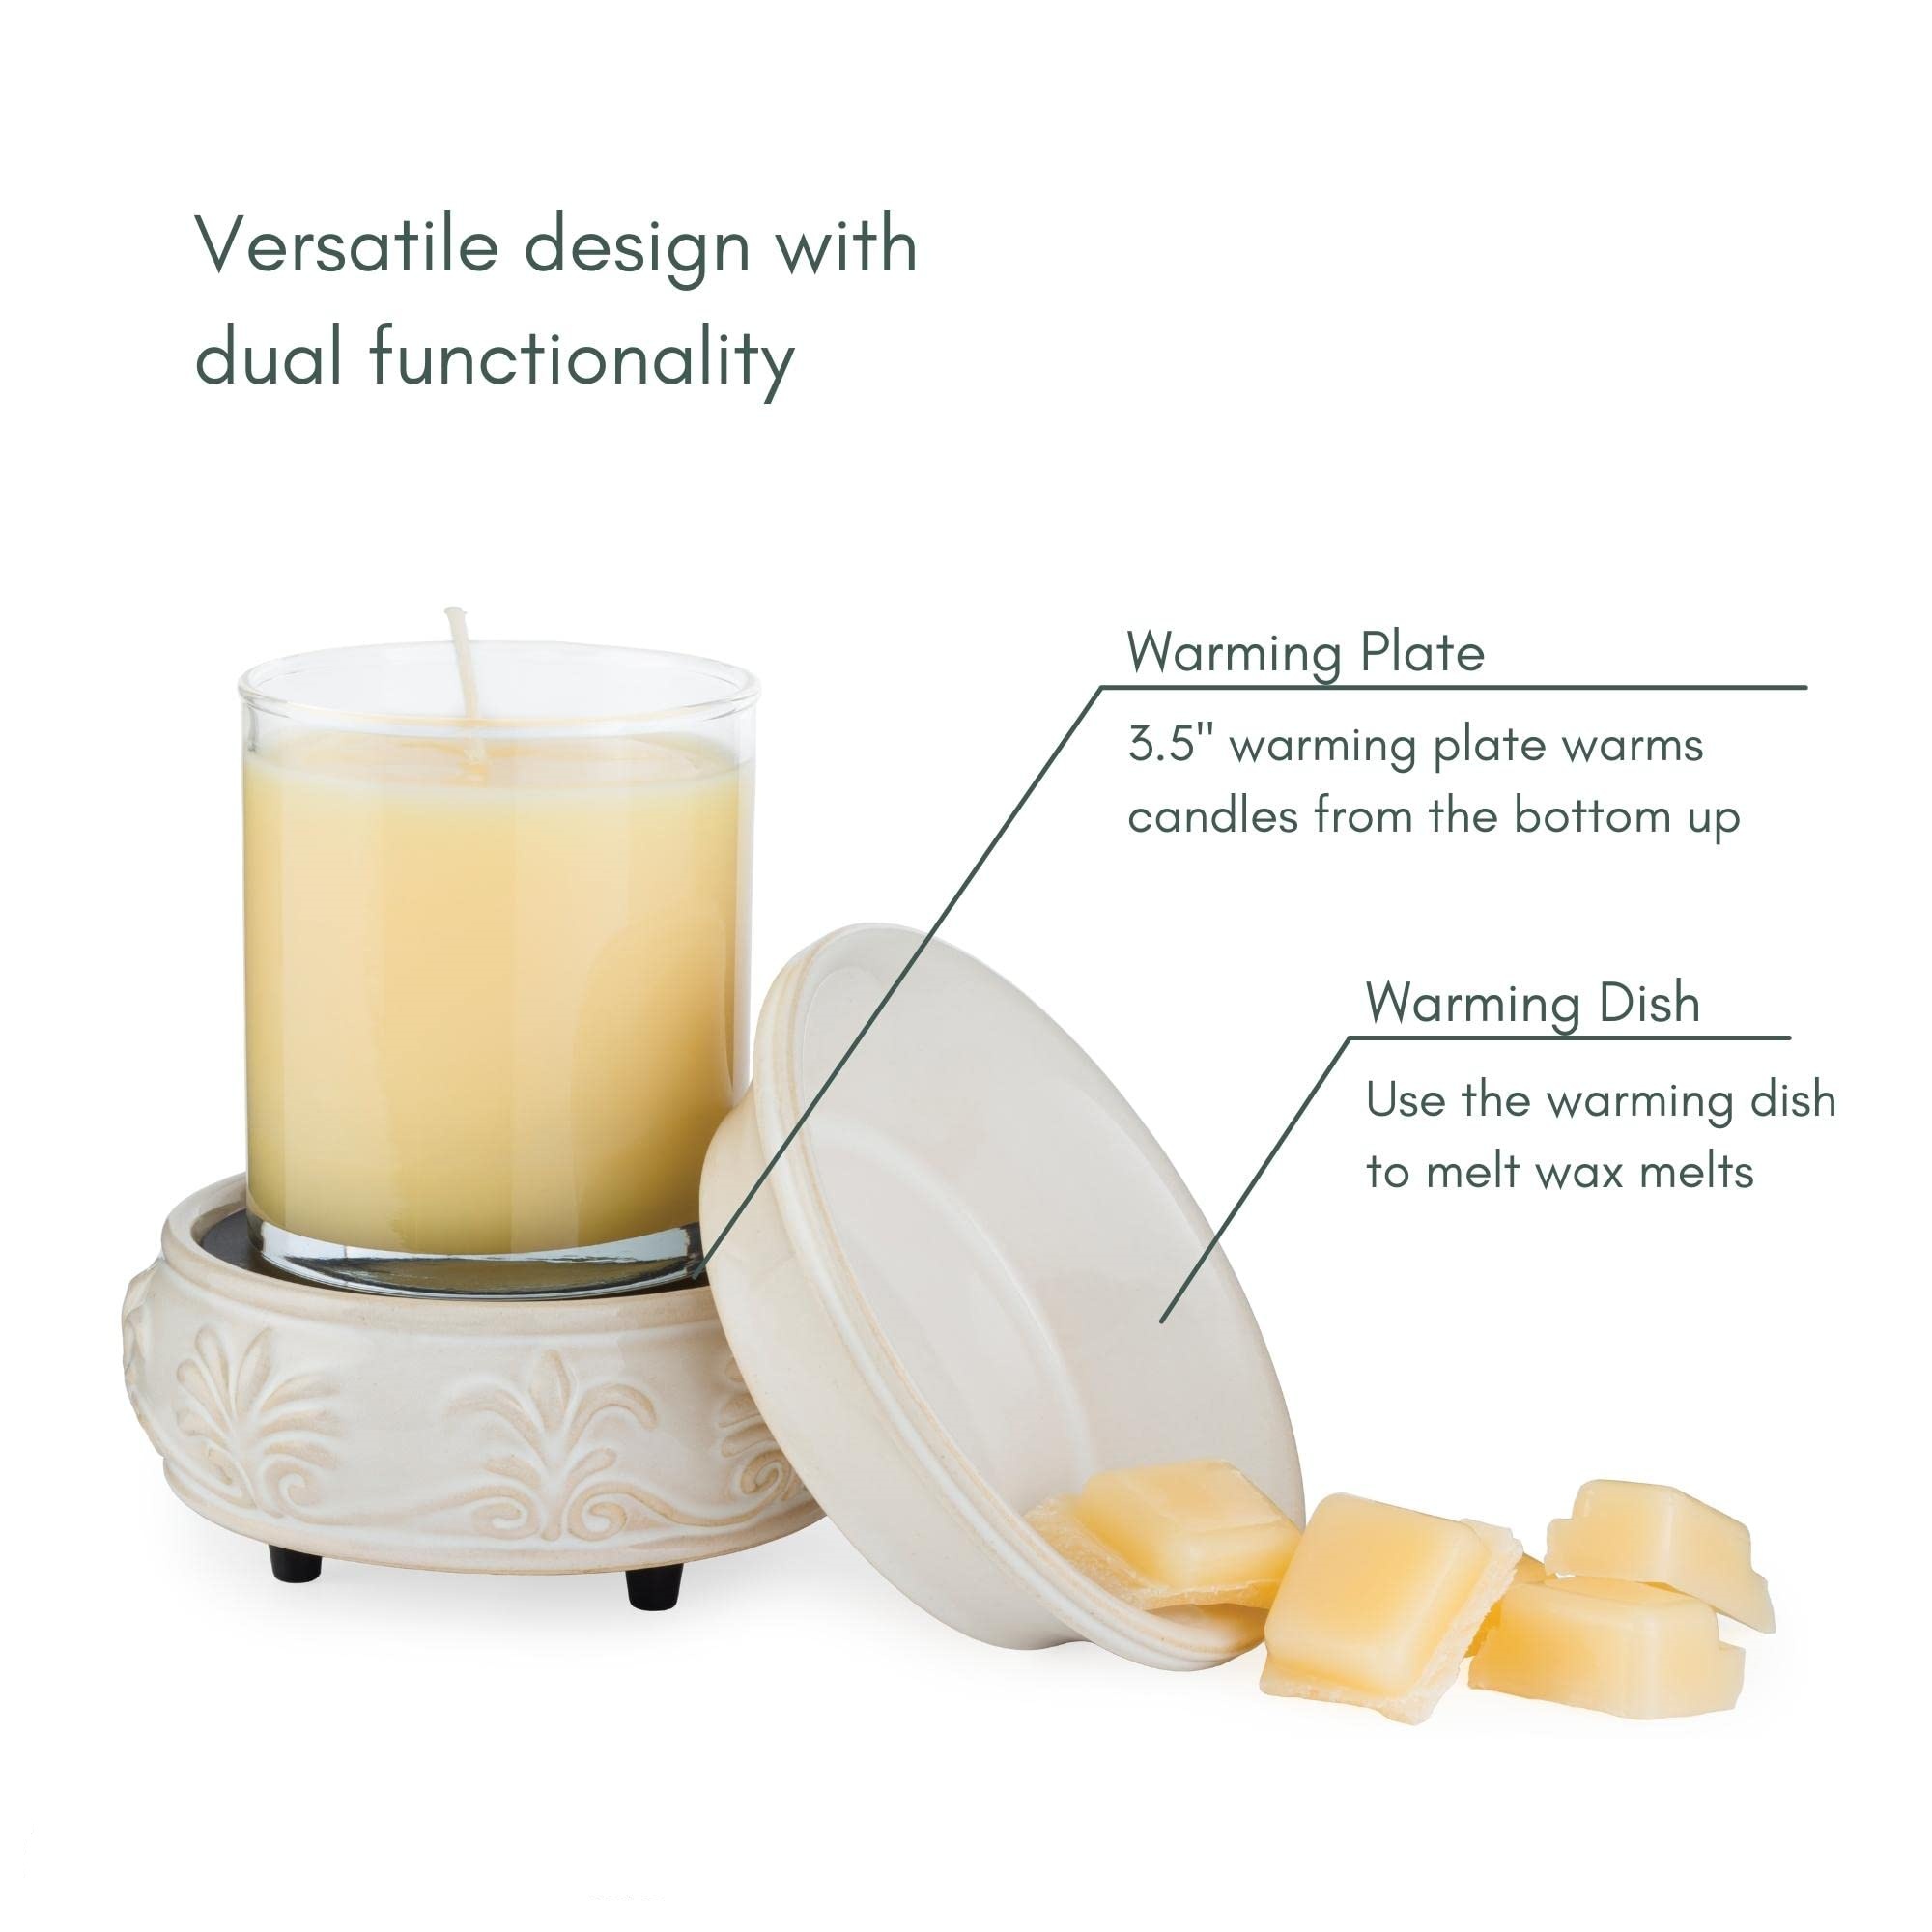 Versatile design with
dual functionality
Warming Plate
3.5" warming plate warms
candles from the bottom up
Warming Dish
Use the warming dish
to melt wax melts